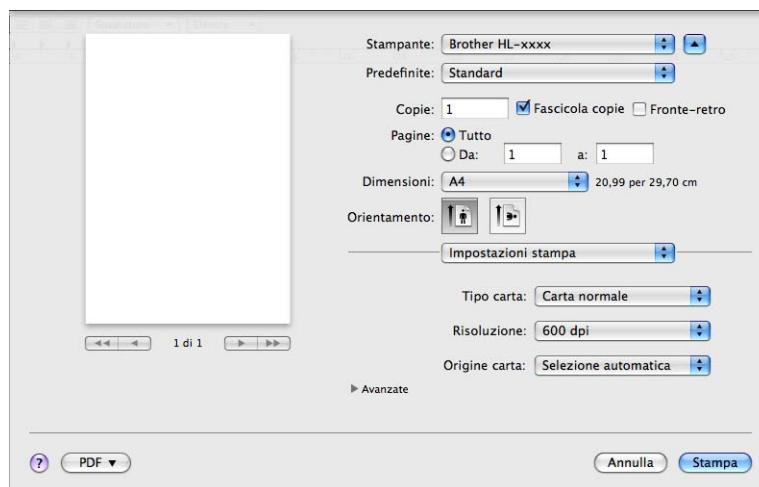 Stampante: Brother HL-xxxx
Predefinite: Standard
Copie: 1 Fascicola copie Fronte-retro
Pagine: Tutto
Da: 1 a: 1
Dimensioni: A4 20,99 per 29,70 cm
Orientamento:
Impostazioni stampa
Tipo carta: Carta normale
Risoluzione: 600 dpi
Origine carta: Selezione automatica
Avanzate
1 di 1
? PDF Annulla Stampa